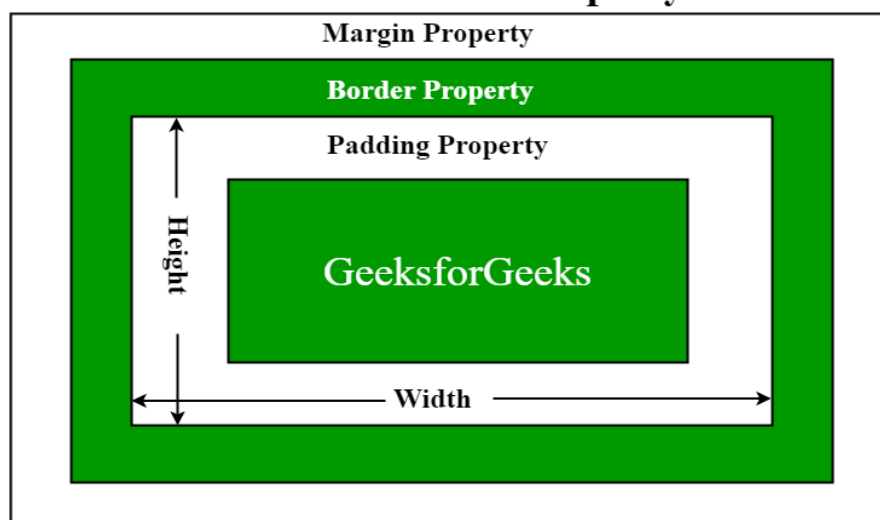 Margin Property
Border Property
Padding Property
Height
GeeksforGeeks
Width